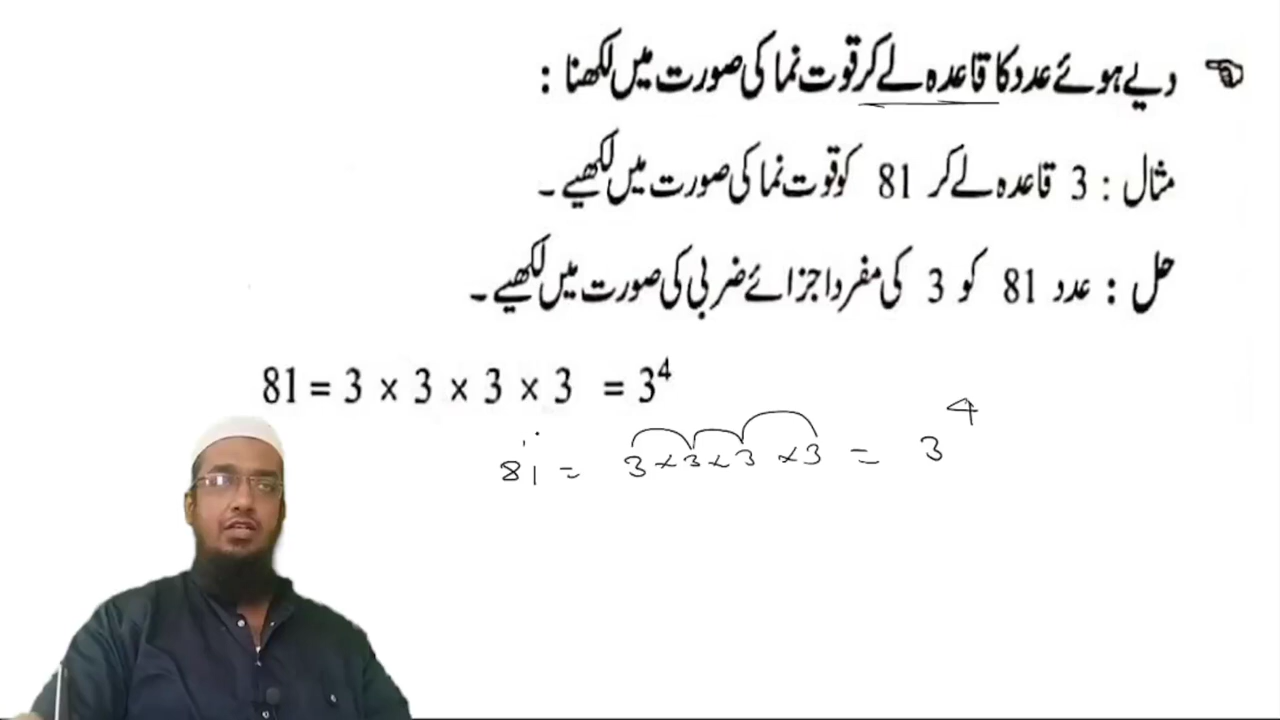 دیے ہوئے عدد کا قاعدہ لے کر قوت نما کی صورت میں لکھنا :
مثال : 3 قاعدہ لے کر 81 کو قوت نما کی صورت میں لکھیے ۔
حل : عدد 81 کو 3 کی مفرد اجزائے ضربی کی صورت میں لکھیے ۔
81 = 3 × 3 × 3 × 3 = 3⁴
81 = 3 × 3 × 3 × 3 = 3⁴